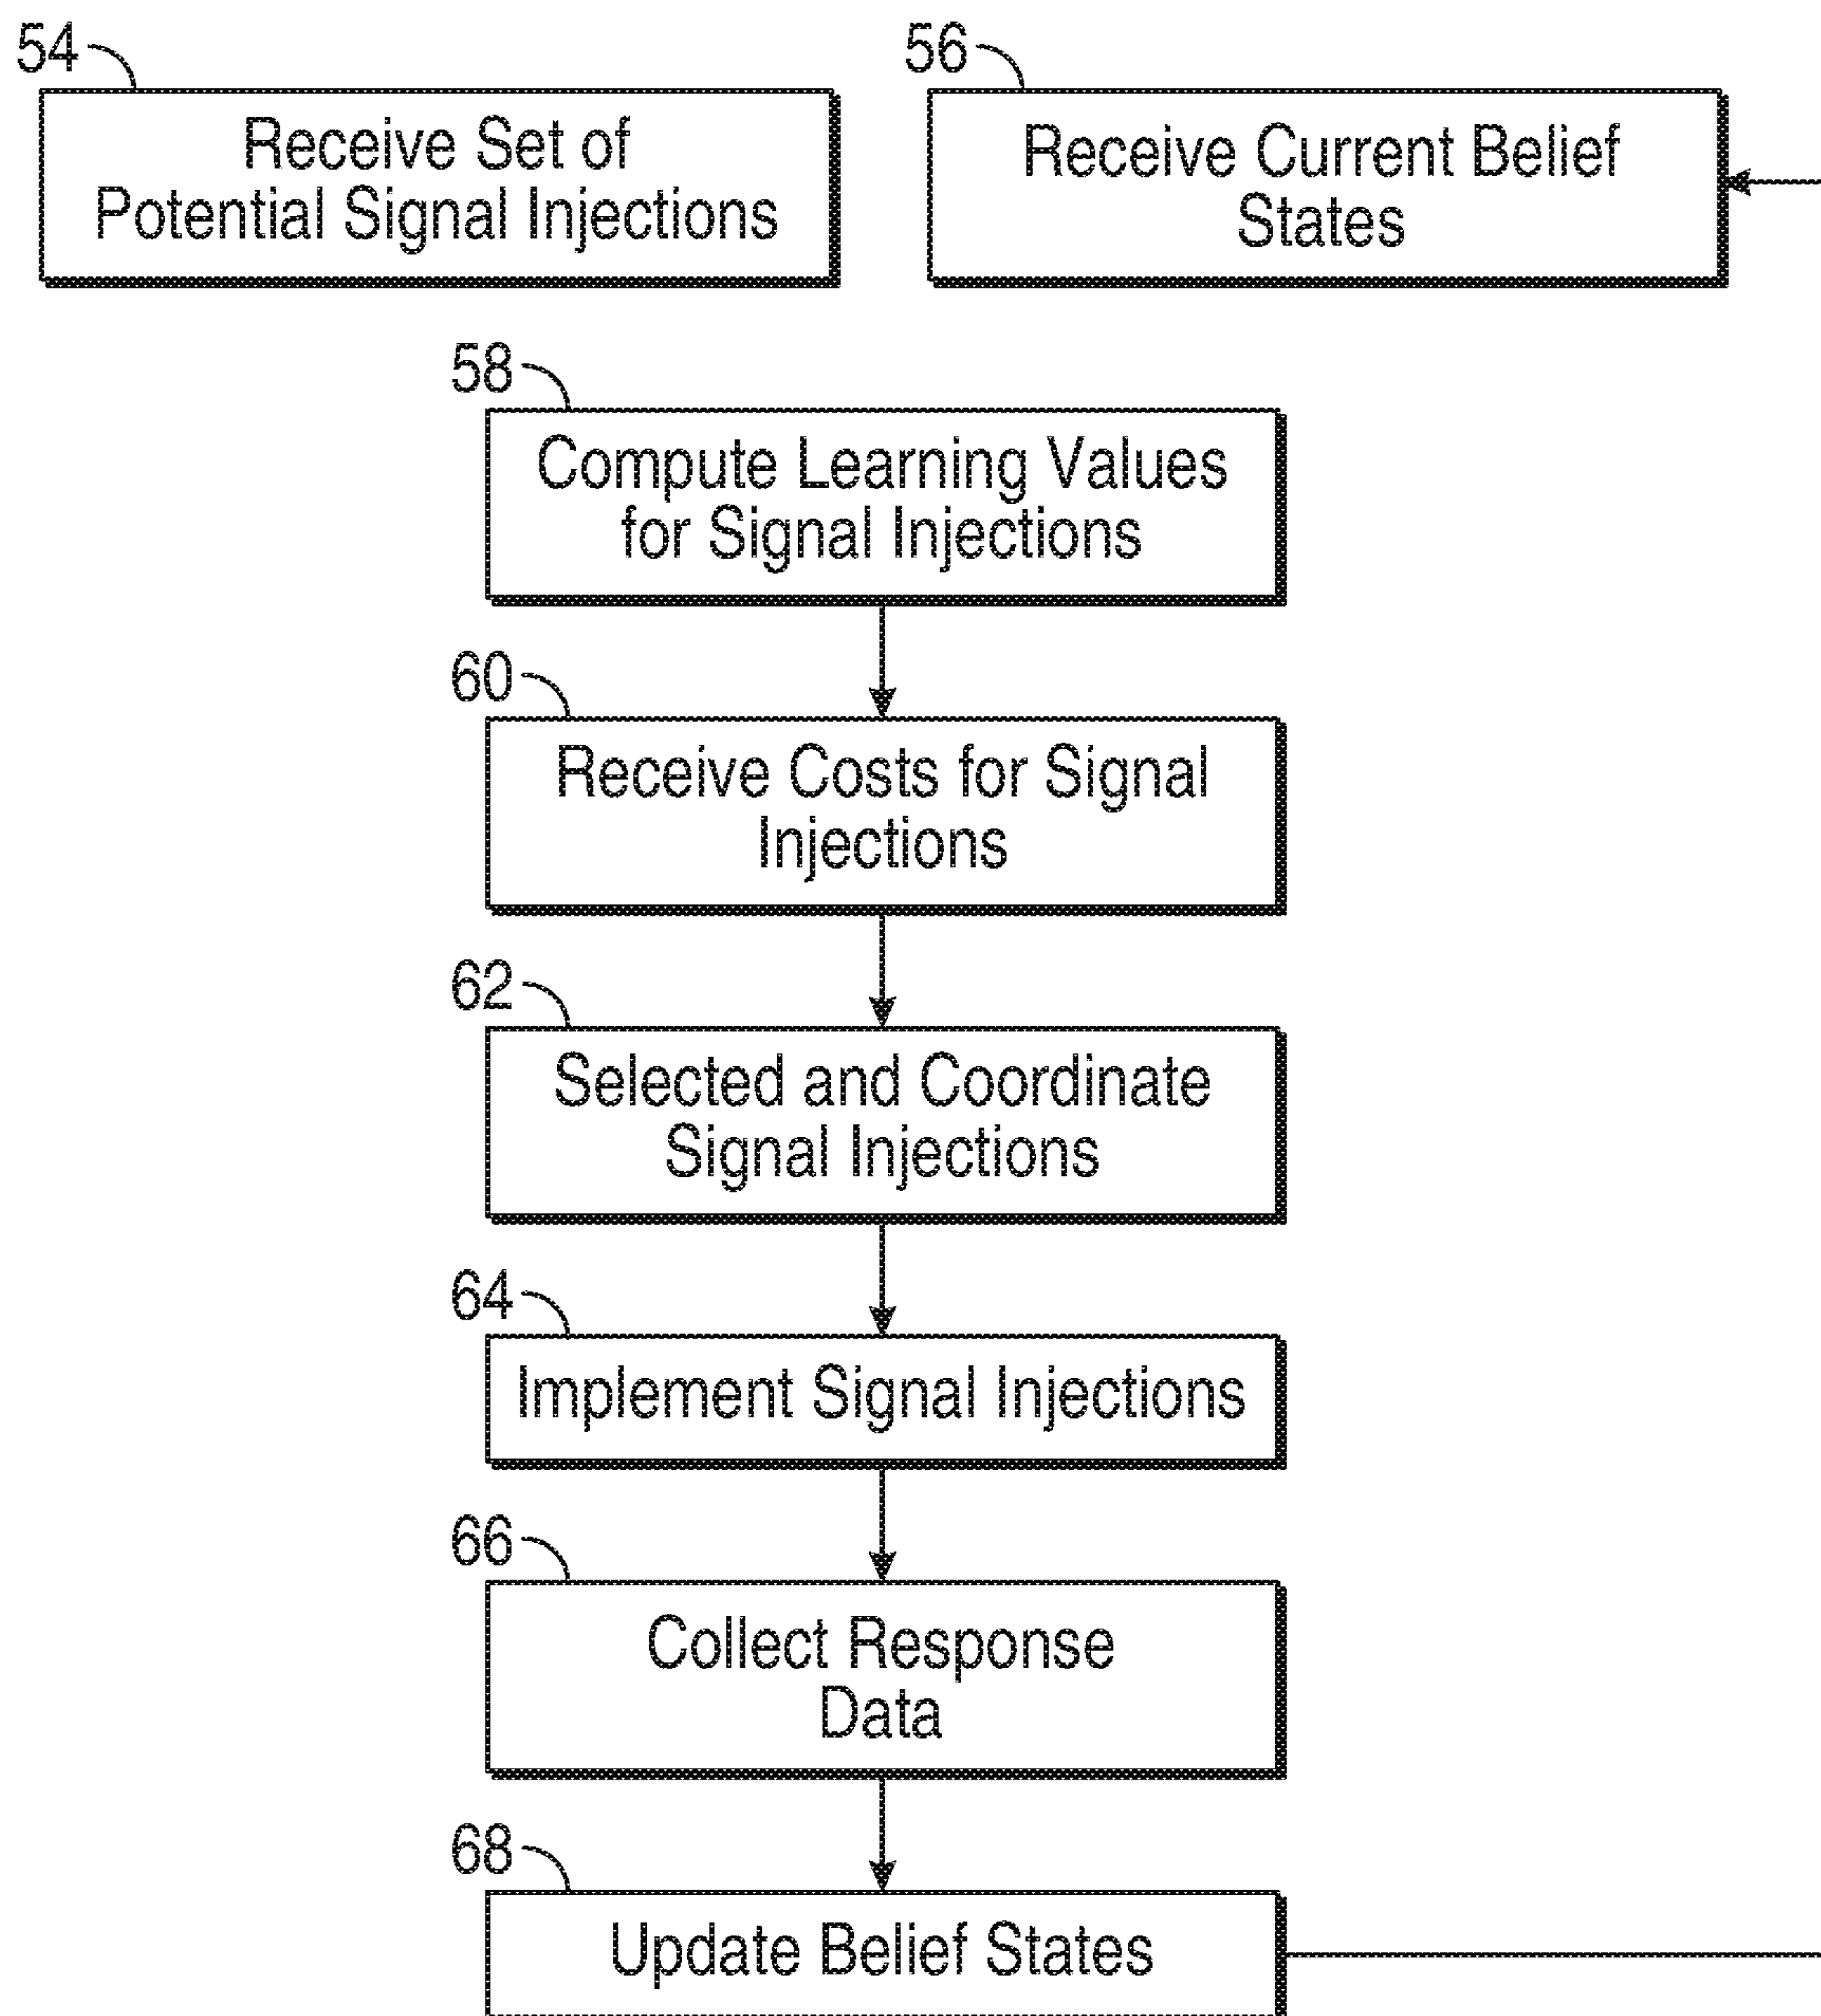 54
Receive Set of
Potential Signal Injections
56
Receive Current Belief
States
58
Compute Learning Values
for Signal Injections
60
Receive Costs for Signal
Injections
62
Selected and Coordinate
Signal Injections
64
Implement Signal Injections
66
Collect Response
Data
68
Update Belief States